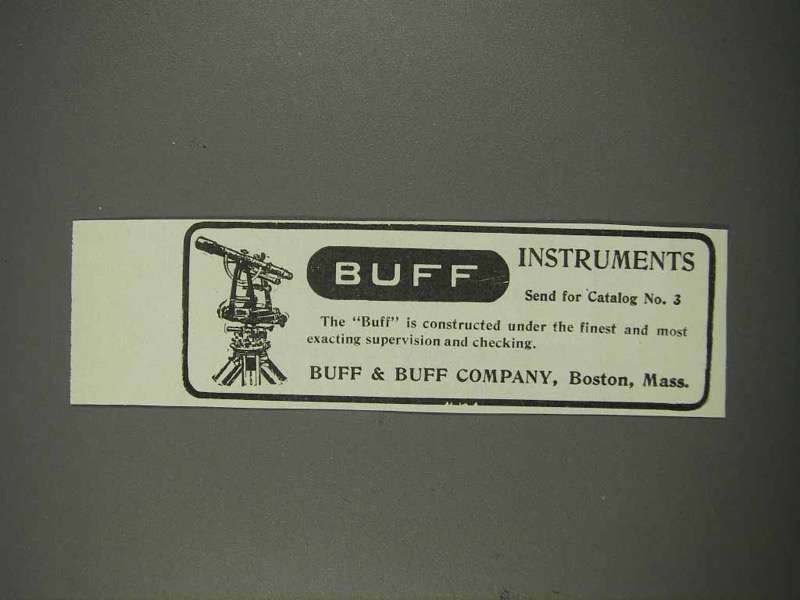 BUFF
INSTRUMENTS
Send for Catalog No. 3
The "Buff" is constructed under the finest and most
exacting supervision and checking.
BUFF & BUFF COMPANY, Boston, Mass.